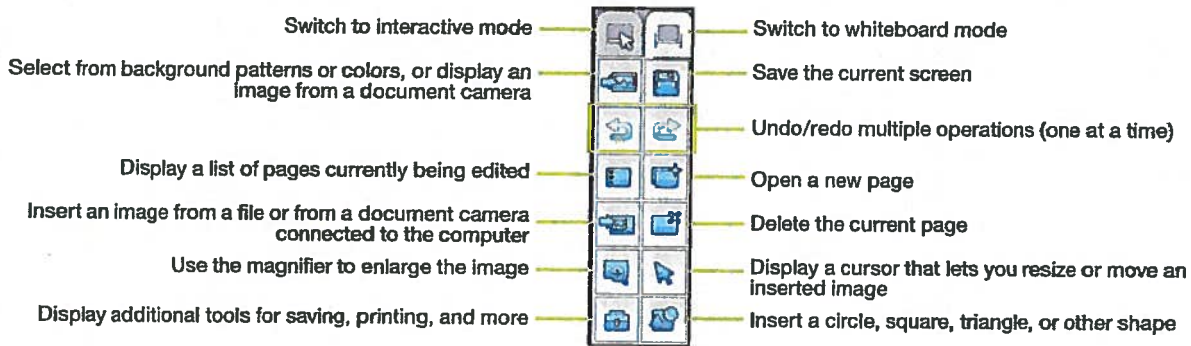 Switch to interactive mode
Switch to whiteboard mode
Select from background patterns or colors, or display an
image from a document camera
Save the current screen
Undo/redo multiple operations (one at a time)
Display a list of pages currently being edited
Open a new page
Insert an image from a file or from a document camera
connected to the computer
Delete the current page
Use the magnifier to enlarge the image
Display a cursor that lets you resize or move an
inserted image
Display additional tools for saving, printing, and more
Insert a circle, square, triangle, or other shape